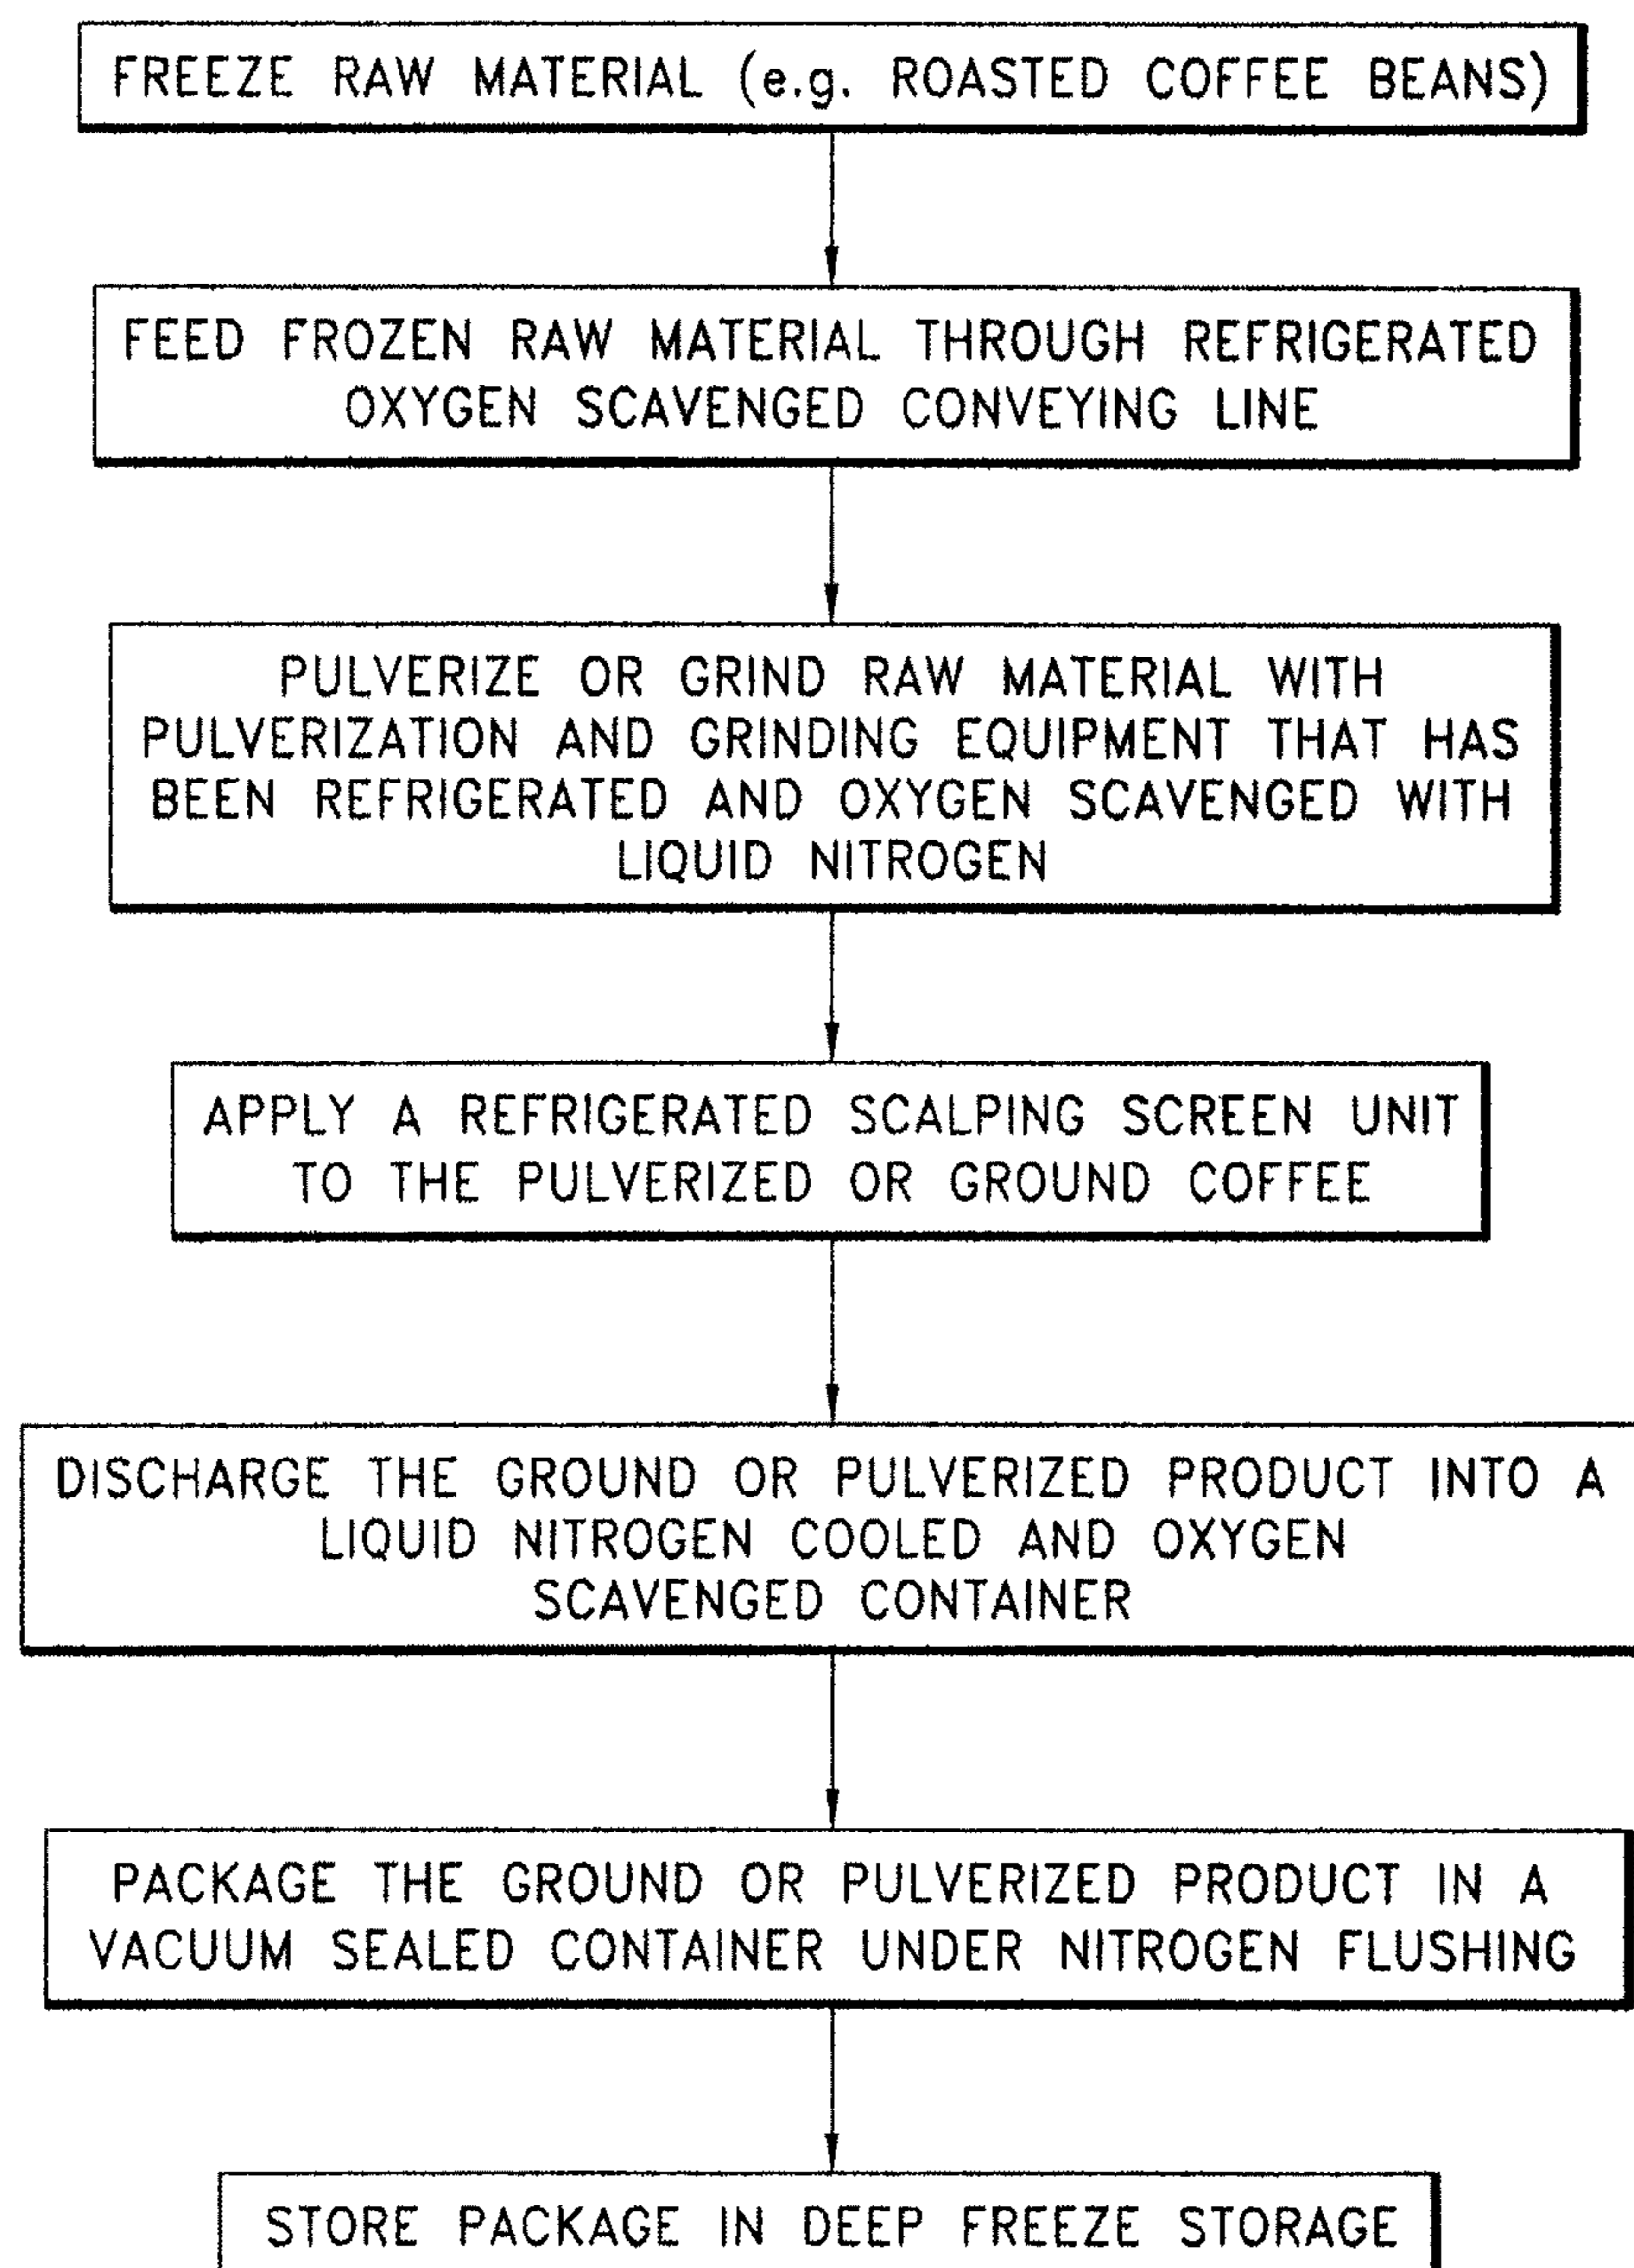 FREEZE RAW MATERIAL (e.g. ROASTED COFFEE BEANS)
FEED FROZEN RAW MATERIAL THROUGH REFRIGERATED
OXYGEN SCAVENGED CONVEYING LINE
PULVERIZE OR GRIND RAW MATERIAL WITH
PULVERIZATION AND GRINDING EQUIPMENT THAT HAS
BEEN REFRIGERATED AND OXYGEN SCAVENGED WITH
LIQUID NITROGEN
APPLY A REFRIGERATED SCALPING SCREEN UNIT
TO THE PULVERIZED OR GROUND COFFEE
DISCHARGE THE GROUND OR PULVERIZED PRODUCT INTO A
LIQUID NITROGEN COOLED AND OXYGEN
SCAVENGED CONTAINER
PACKAGE THE GROUND OR PULVERIZED PRODUCT IN A
VACUUM SEALED CONTAINER UNDER NITROGEN FLUSHING
STORE PACKAGE IN DEEP FREEZE STORAGE